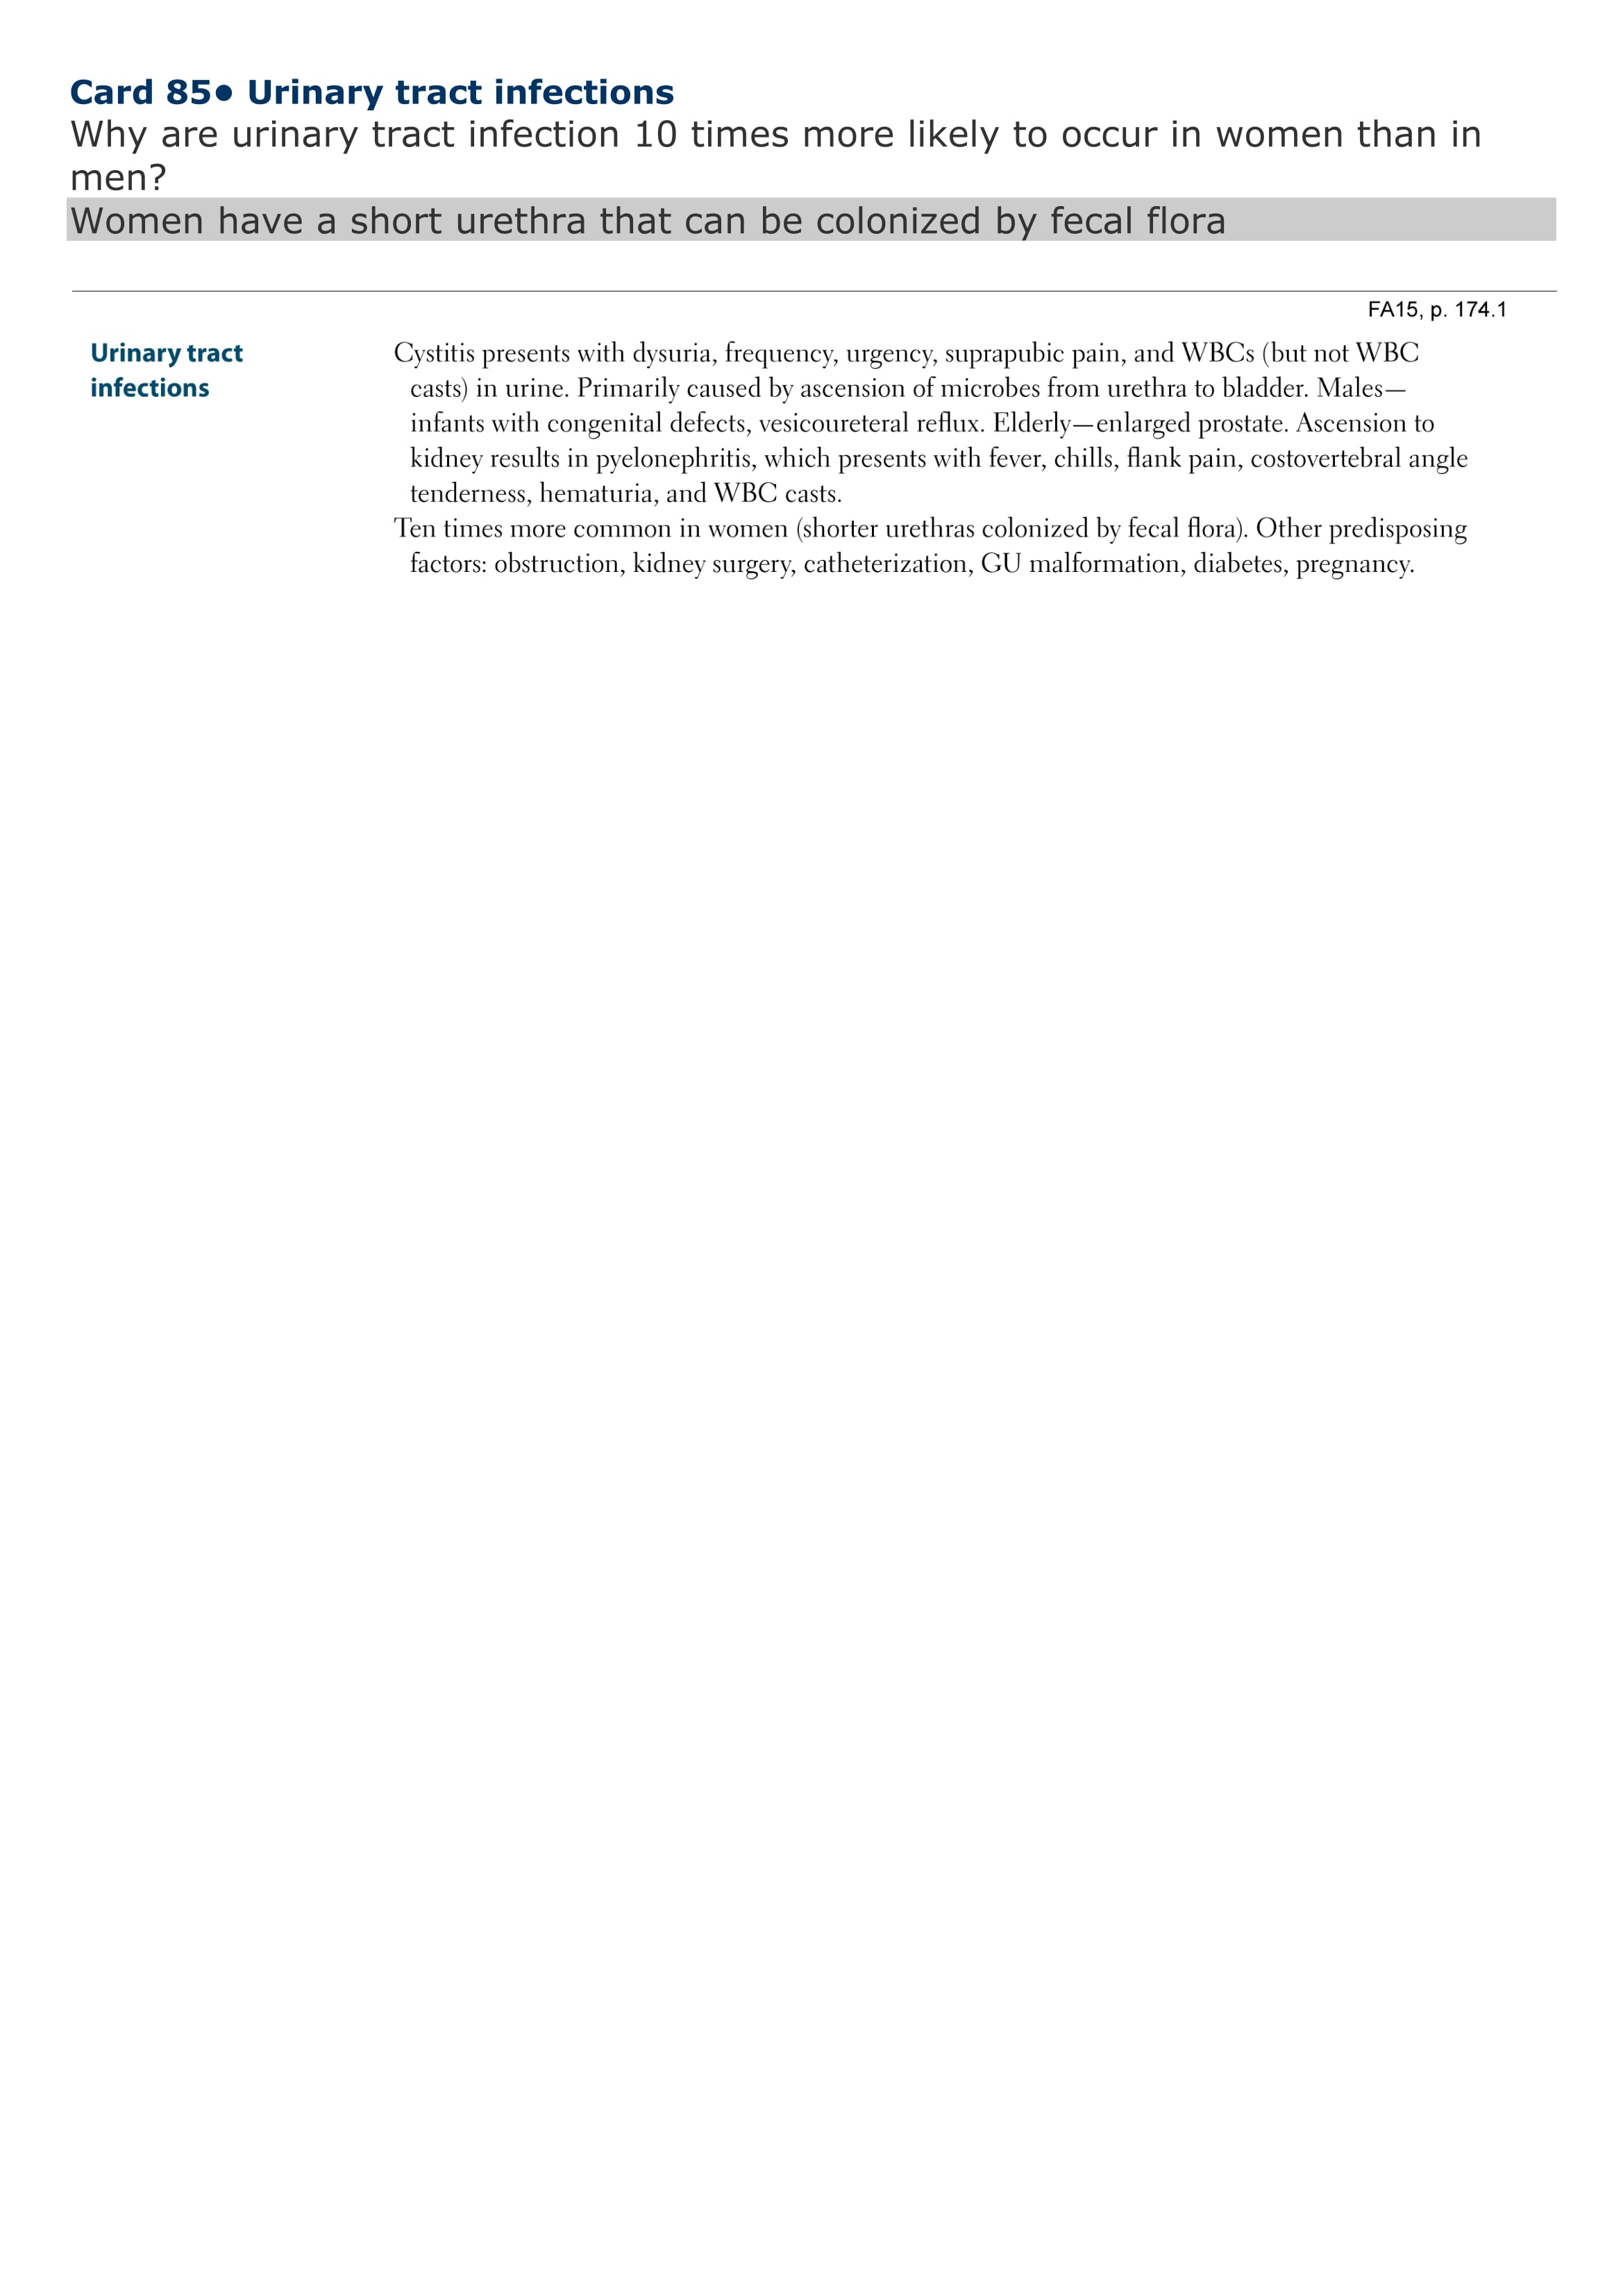 Card 85● Urinary tract infections
Why are urinary tract infection 10 times more likely to occur in women than in
men?
Women have a short urethra that can be colonized by fecal flora
FA15, p. 174.1
Urinary tract
infections
Cystitis presents with dysuria, frequency, urgency, suprapubic pain, and WBCs (but not WBC
casts) in urine. Primarily caused by ascension of microbes from urethra to bladder. Males—
infants with congenital defects, vesicoureteral reflux. Elderly—enlarged prostate. Ascension to
kidney results in pyelonephritis, which presents with fever, chills, flank pain, costovertebral angle
tenderness, hematuria, and WBC casts.
Ten times more common in women (shorter urethras colonized by fecal flora). Other predisposing
factors: obstruction, kidney surgery, catheterization, GU malformation, diabetes, pregnancy.